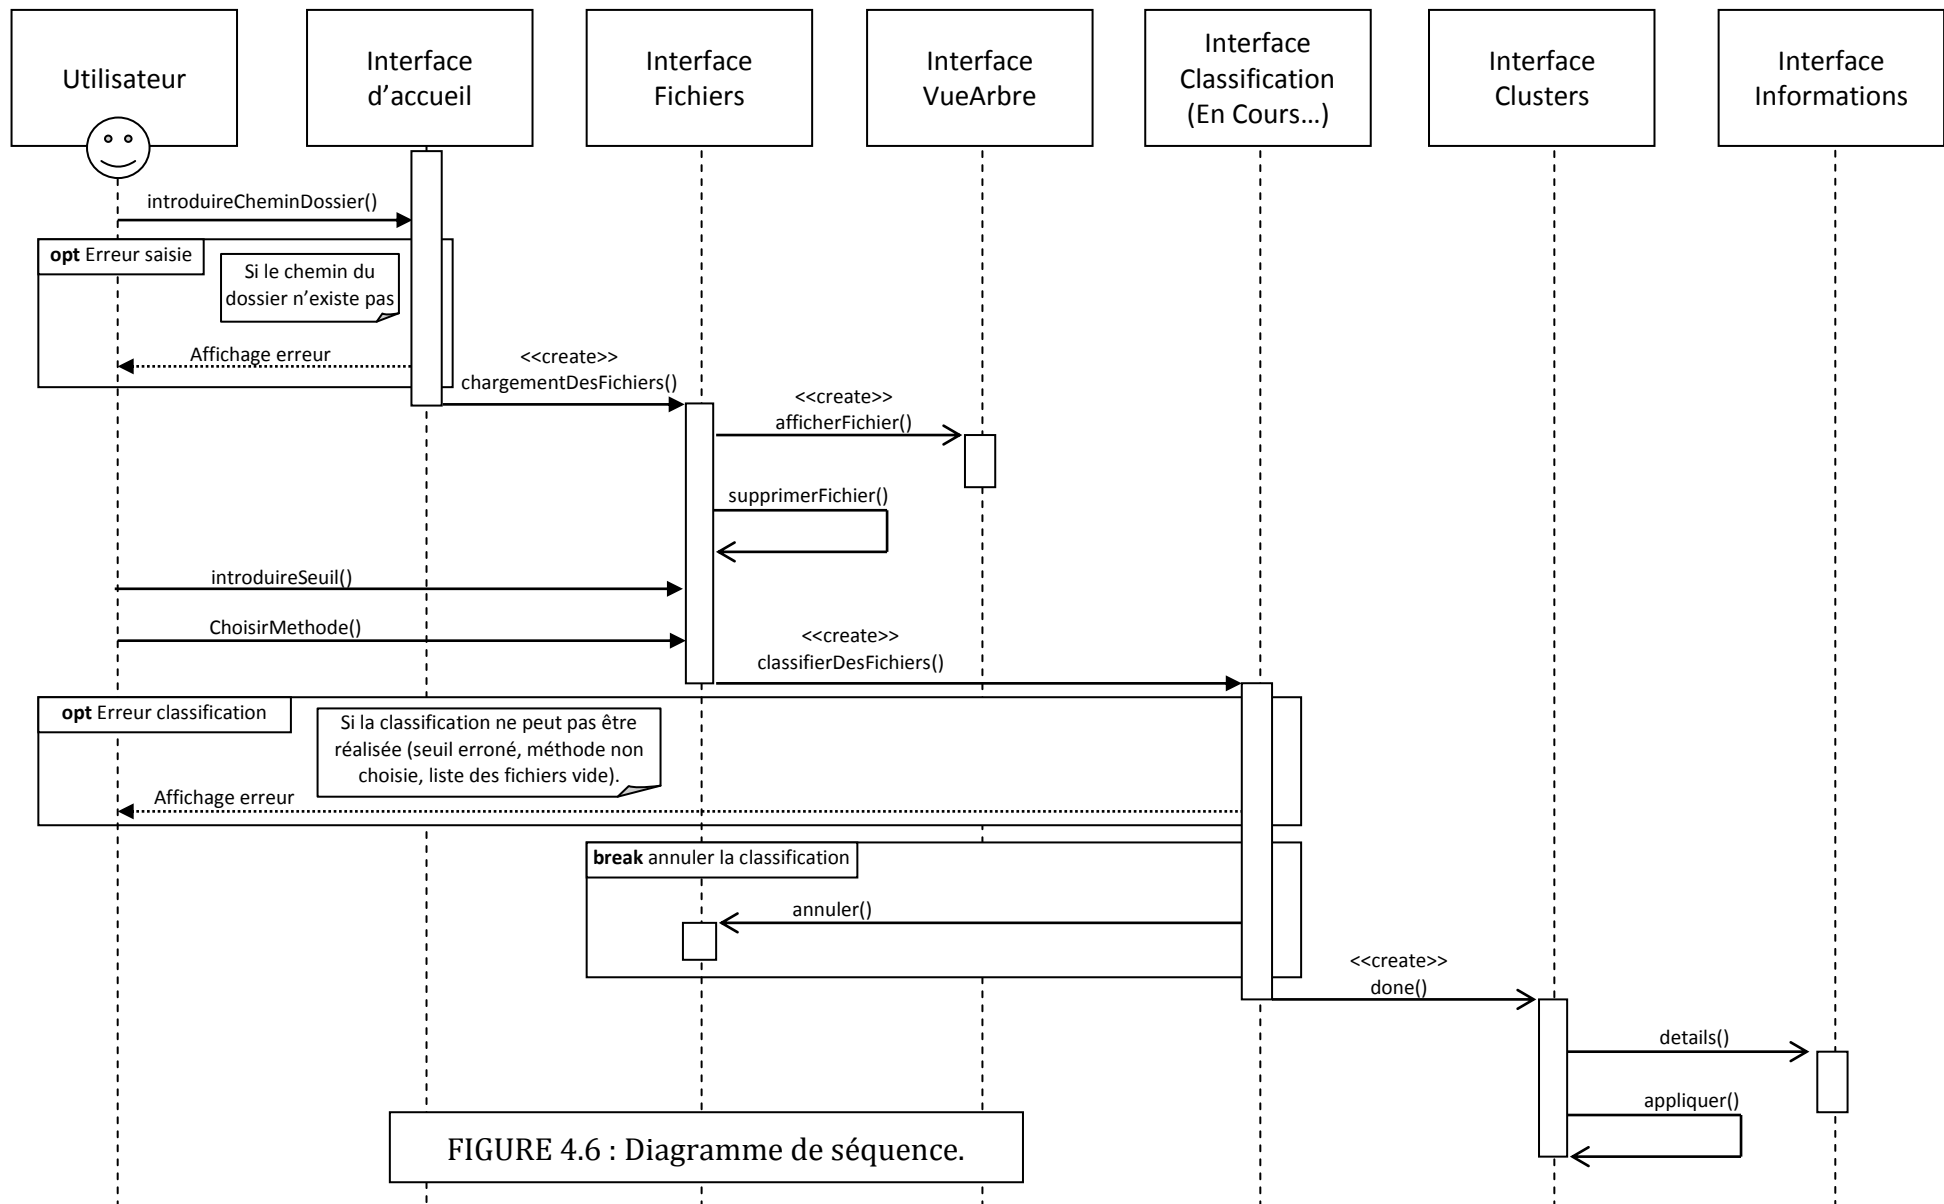 Utilisateur
Interface
d’accueil
Interface
Fichiers
Interface
VueArbre
Interface
Classification
(En Cours…)
Interface
Clusters
Interface
Informations
introduireCheminDossier()
opt Erreur saisie
Si le chemin du
dossier n’existe pas
Affichage erreur
<<create>>
chargementDesFichiers()
<<create>>
afficherFichier()
supprimerFichier()
introduireSeuil()
ChoisirMethode()
<<create>>
classifierDesFichiers()
opt Erreur classification
Si la classification ne peut pas être
réalisée (seuil erroné, méthode non
choisie, liste des fichiers vide).
Affichage erreur
break annuler la classification
annuler()
<<create>>
done()
details()
appliquer()
FIGURE 4.6 : Diagramme de séquence.